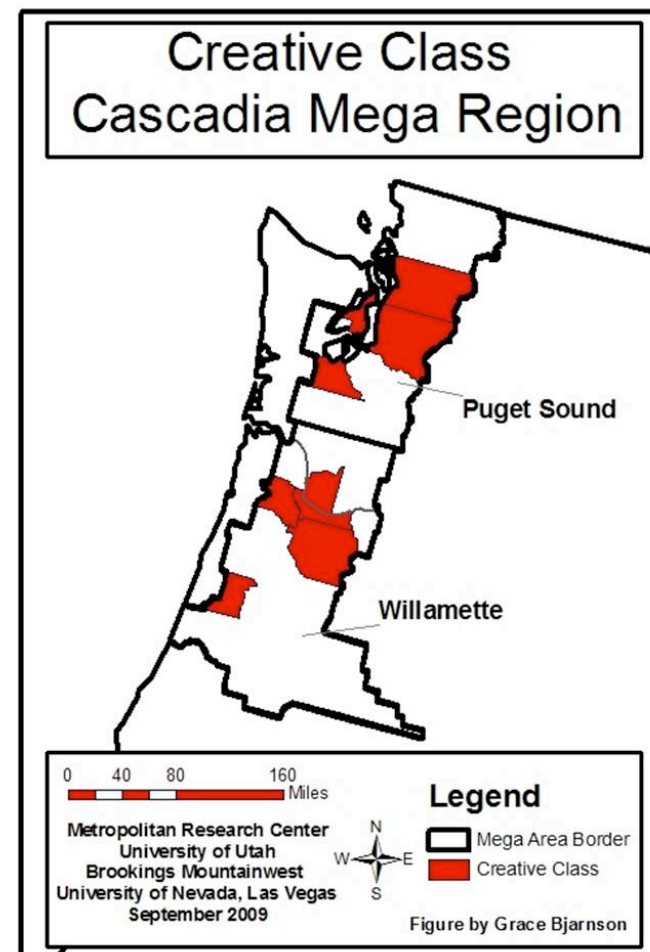 Creative Class
Cascadia Mega Region
Puget Sound
Willamette
0 40 80 160
Miles
Metropolitan Research Center
University of Utah
Brookings Mountainwest
University of Nevada, Las Vegas
September 2009
N
W E
S
Legend
Mega Area Border
Creative Class
Figure by Grace Bjarnson